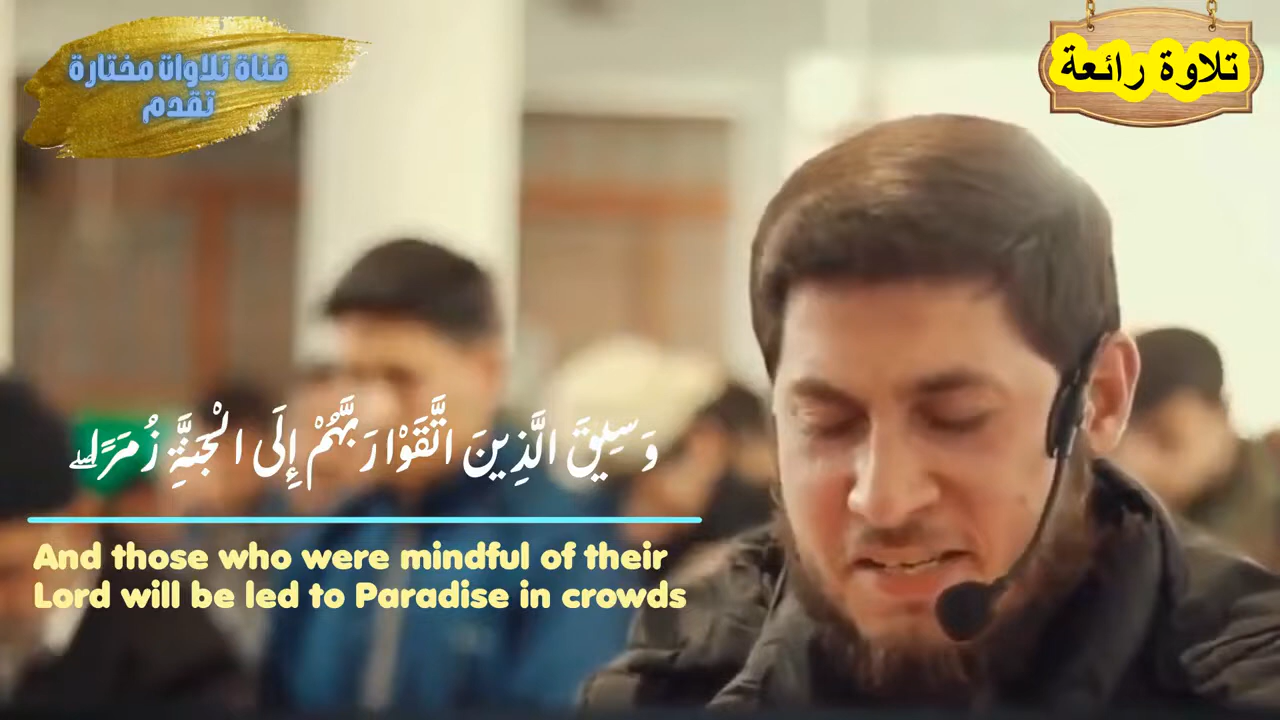 قناة تلاوات مختارة
تقدم
تلاوة رائعة
وَسِيقَ الَّذِينَ اتَّقَوْا رَبَّهُمْ إِلَى الْجَنَّةِ زُمَرًا ۖ
And those who were mindful of their
Lord will be led to Paradise in crowds